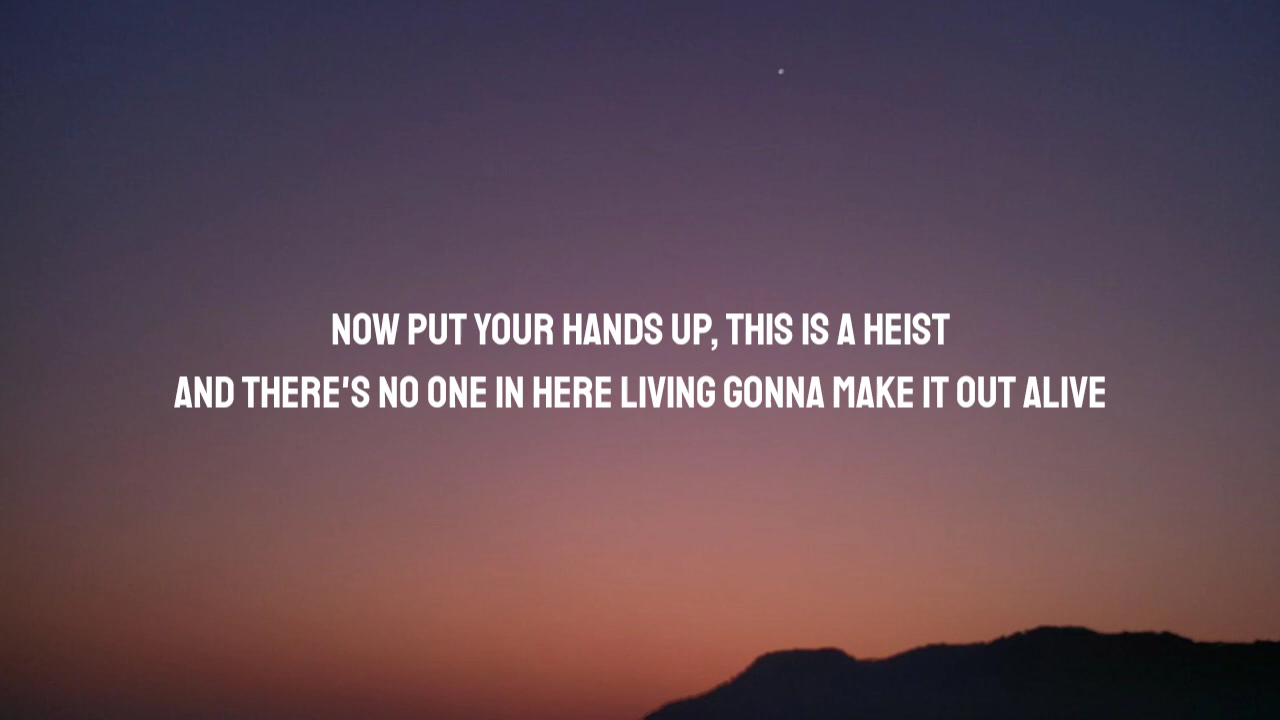 NOW PUT YOUR HANDS UP, THIS IS A HEIST
AND THERE'S NO ONE IN HERE LIVING GONNA MAKE IT OUT ALIVE